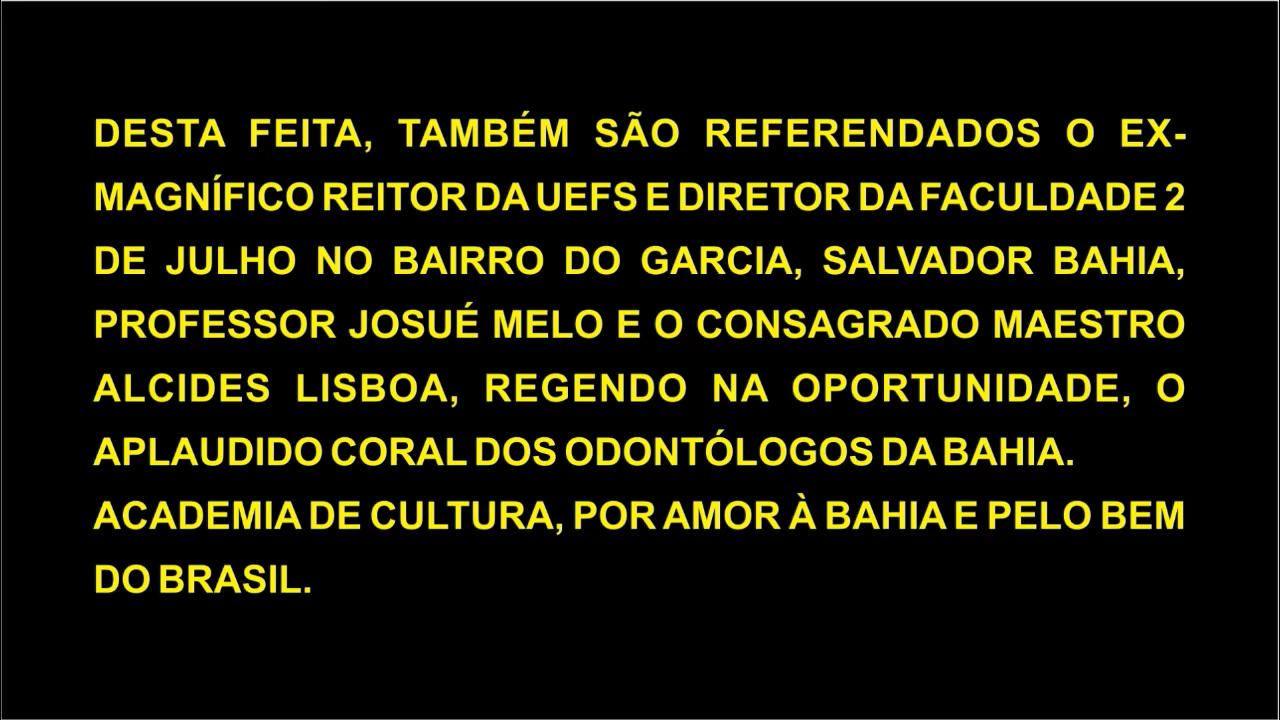 DESTA FEITA, TAMBÉM SÃO REFERENDADOS O EX-
MAGNÍFICO REITOR DA UEFS E DIRETOR DA FACULDADE 2
DE JULHO NO BAIRRO DO GARCIA, SALVADOR BAHIA,
PROFESSOR JOSUÉ MELO E O CONSAGRADO MAESTRO
ALCIDES LISBOA, REGENDO NA OPORTUNIDADE, O
APLAUDIDO CORAL DOS ODONTÓLOGOS DA BAHIA.
ACADEMIA DE CULTURA, POR AMOR À BAHIA E PELO BEM
DO BRASIL.